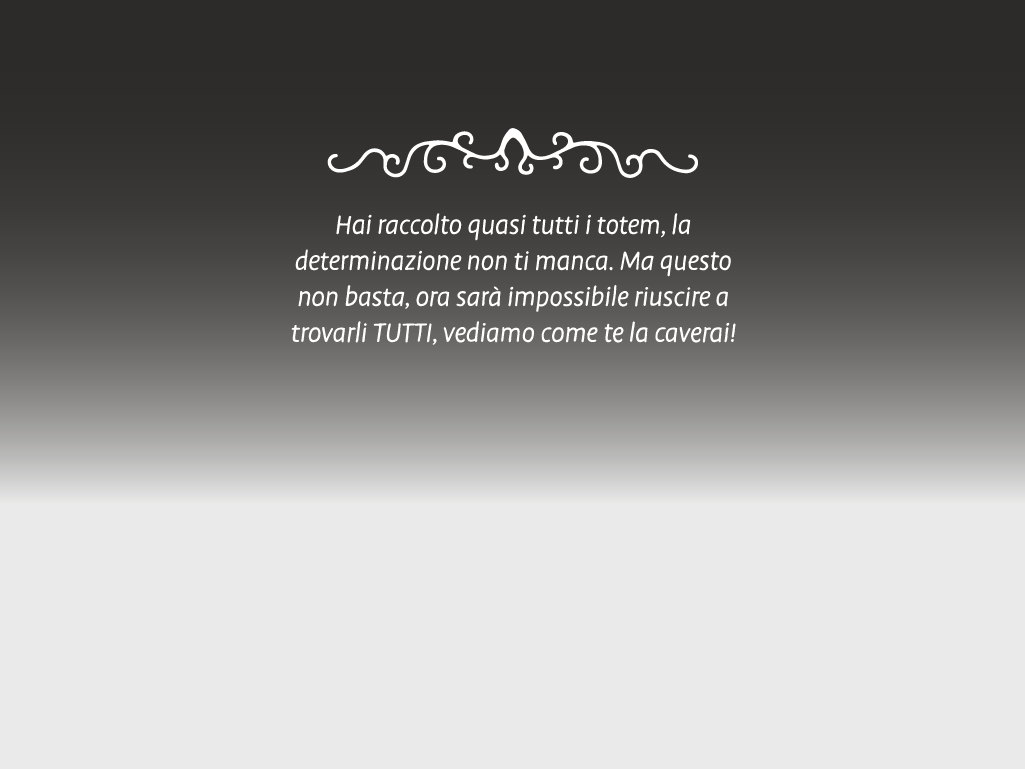 Hai raccolto quasi tutti i totem, la
determinazione non ti manca. Ma questo
non basta, ora sarà impossibile riuscire a
trovarli TUTTI, vediamo come te la caverai!